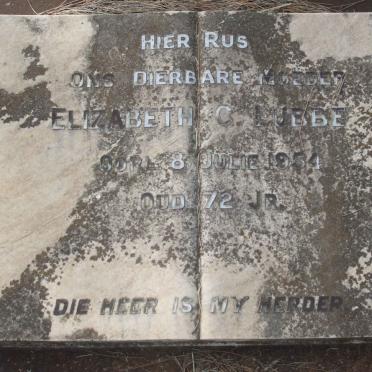 HIER RUS
ONS DIERBARE MOEDER
ELIZABETH C. LUBBE
OORL. 8 JULIE 1954
OUD 72 JR.
DIE HEER IS MY HERDER